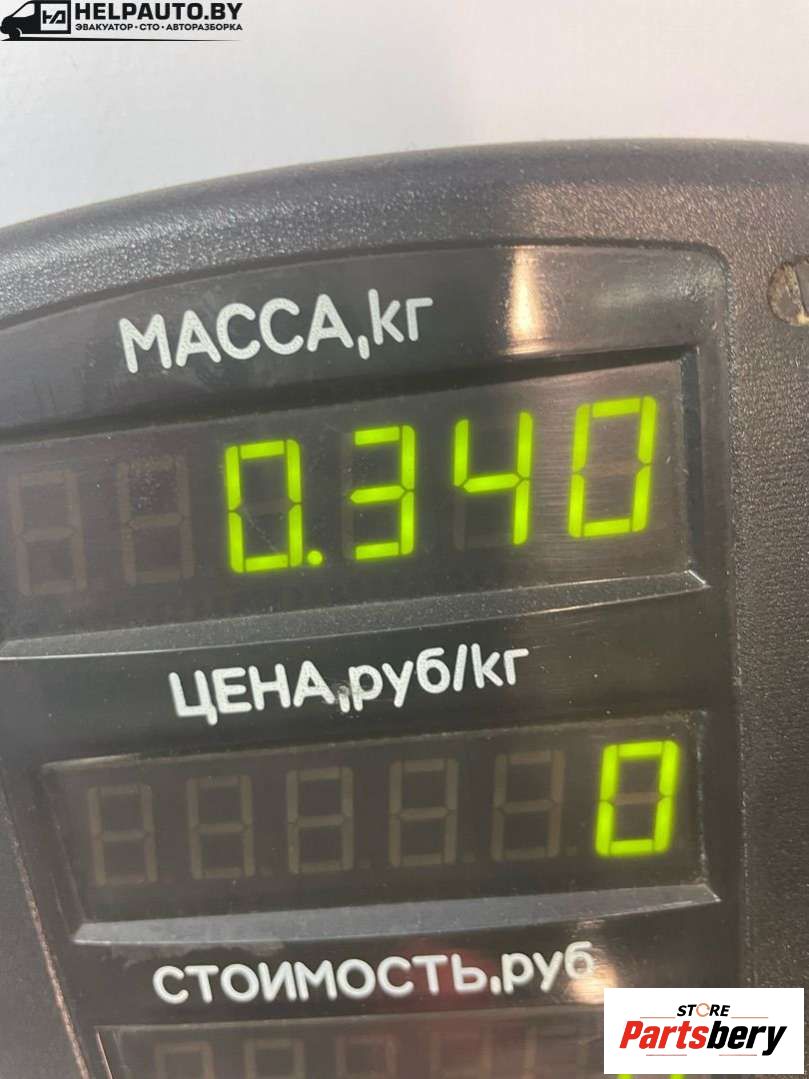 HELPAUTO.BY
ЭВАКУАТОР·СТО·АВТОРАЗБОРКА
МАССА,кг
0.340
ЦЕНА,руб/кг
0
СТОИМОСТЬ,руб
STORE
Partsbery